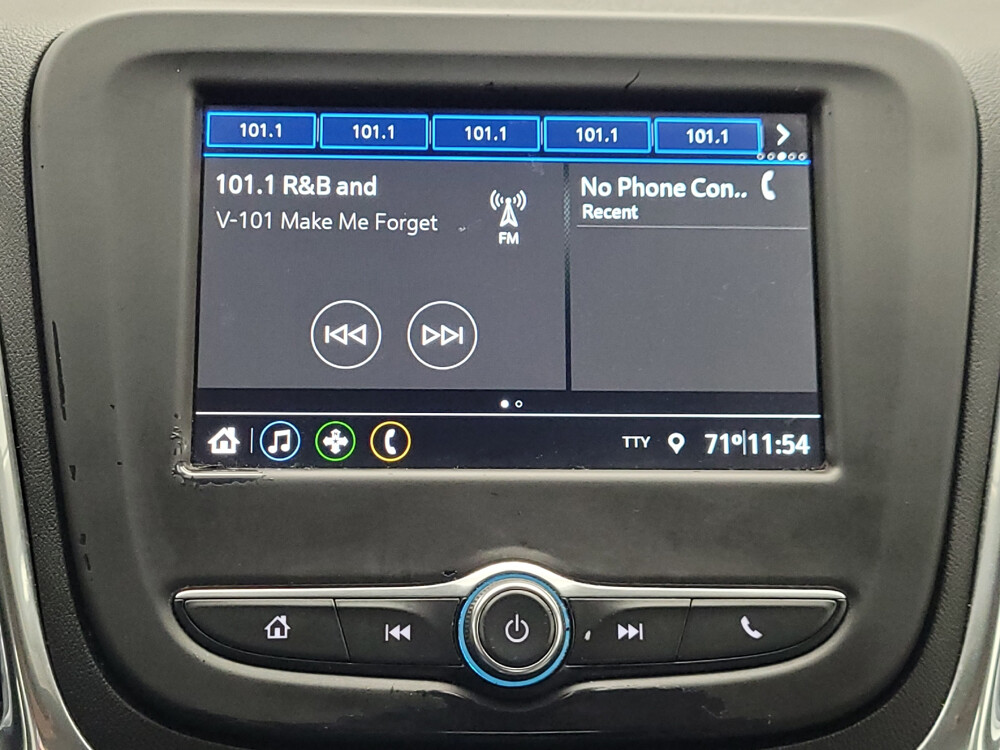 101.1 101.1 101.1 101.1 101.1
101.1 R&B and
V-101 Make Me Forget
FM
No Phone Con..
Recent
TTY 71º 11:54